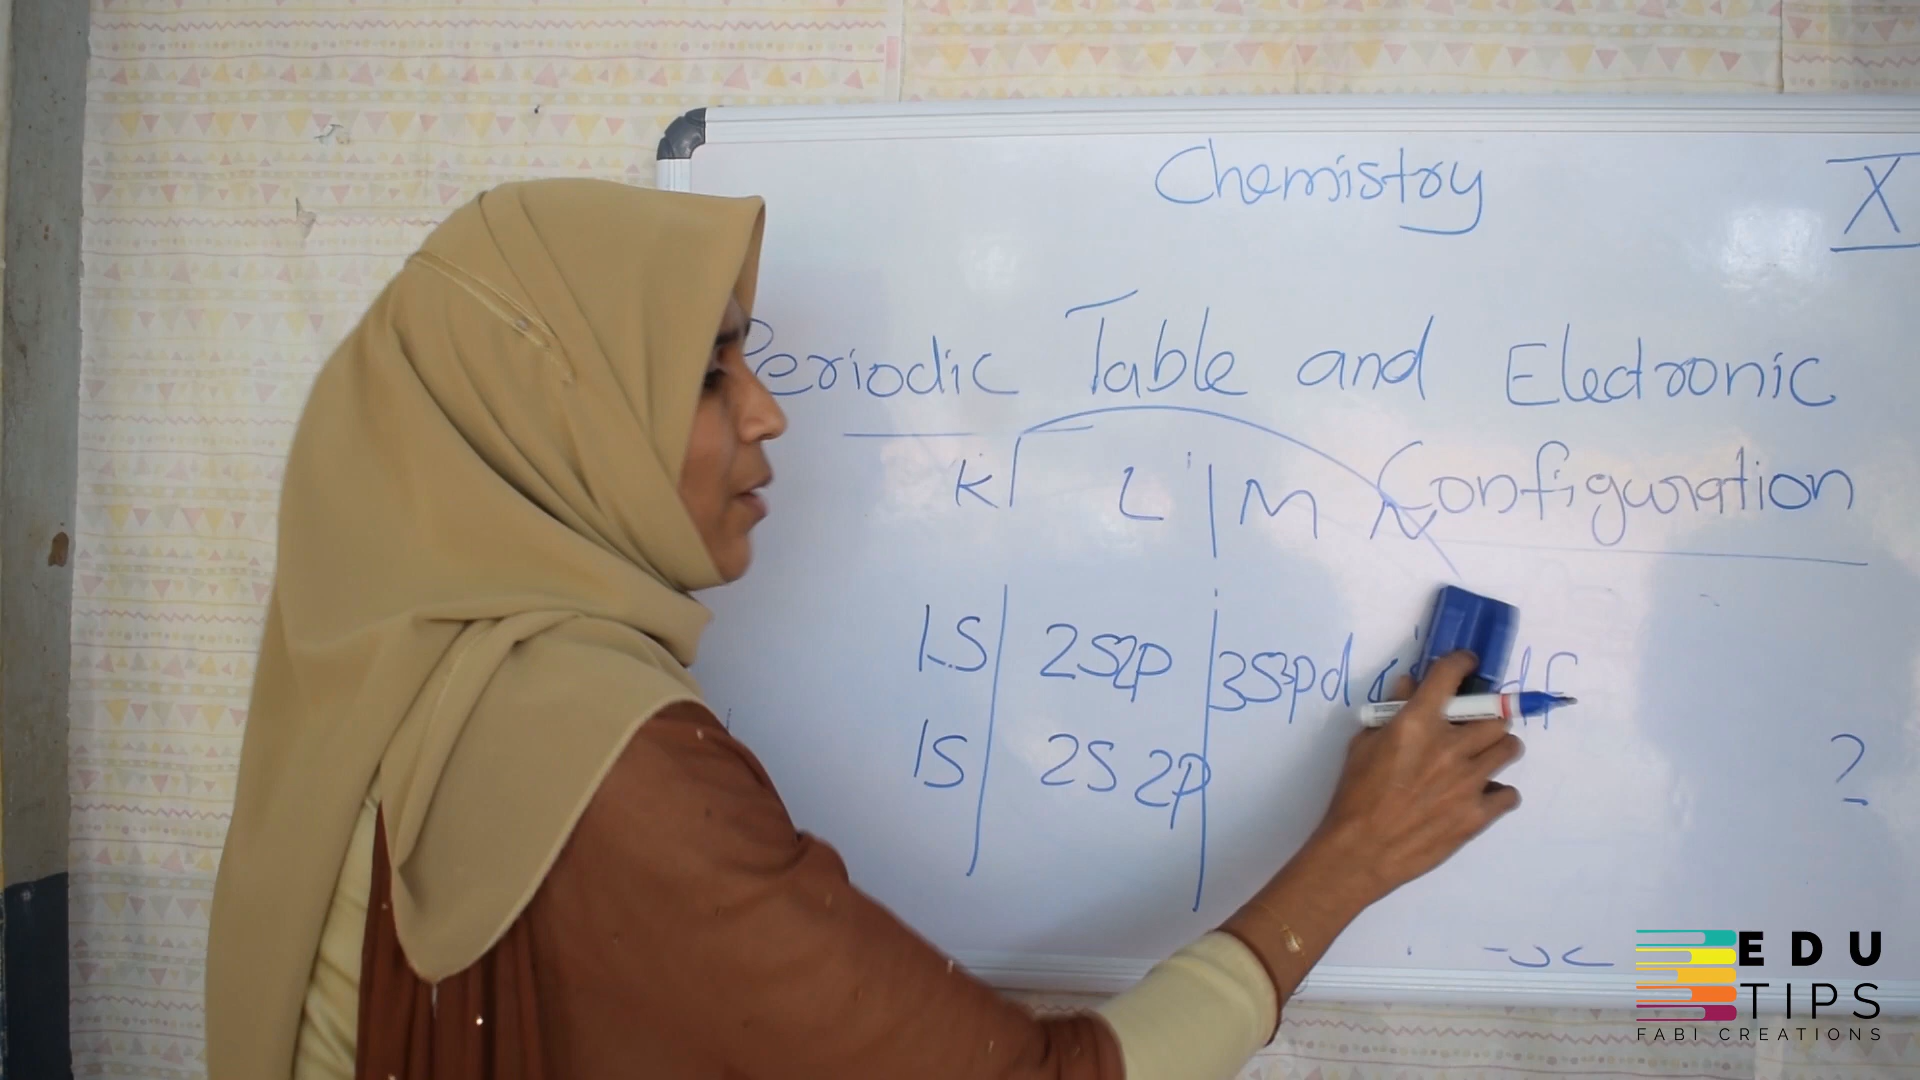 Chemistry X
Periodic Table and Electronic
Configuration
K L M N
1S 2S2p 3S3pd df
1S 2S 2p ?
EDU
TIPS
FABI CREATIONS